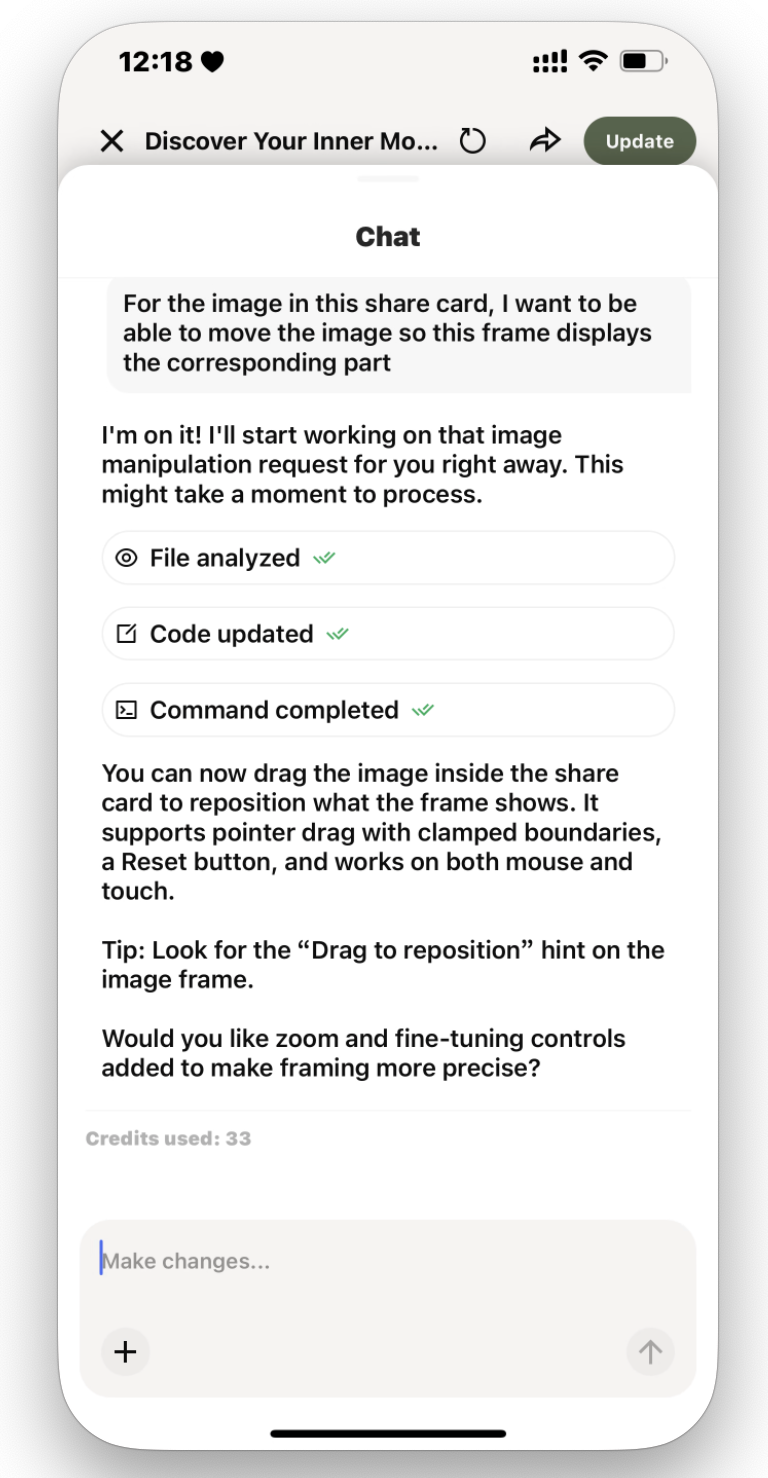 12:18
Discover Your Inner Mo...
Update
Chat
For the image in this share card, I want to be
able to move the image so this frame displays
the corresponding part
I'm on it! I'll start working on that image
manipulation request for you right away. This
might take a moment to process.
File analyzed
Code updated
Command completed
You can now drag the image inside the share
card to reposition what the frame shows. It
supports pointer drag with clamped boundaries,
a Reset button, and works on both mouse and
touch.
Tip: Look for the “Drag to reposition” hint on the
image frame.
Would you like zoom and fine-tuning controls
added to make framing more precise?
Credits used: 33
Make changes...